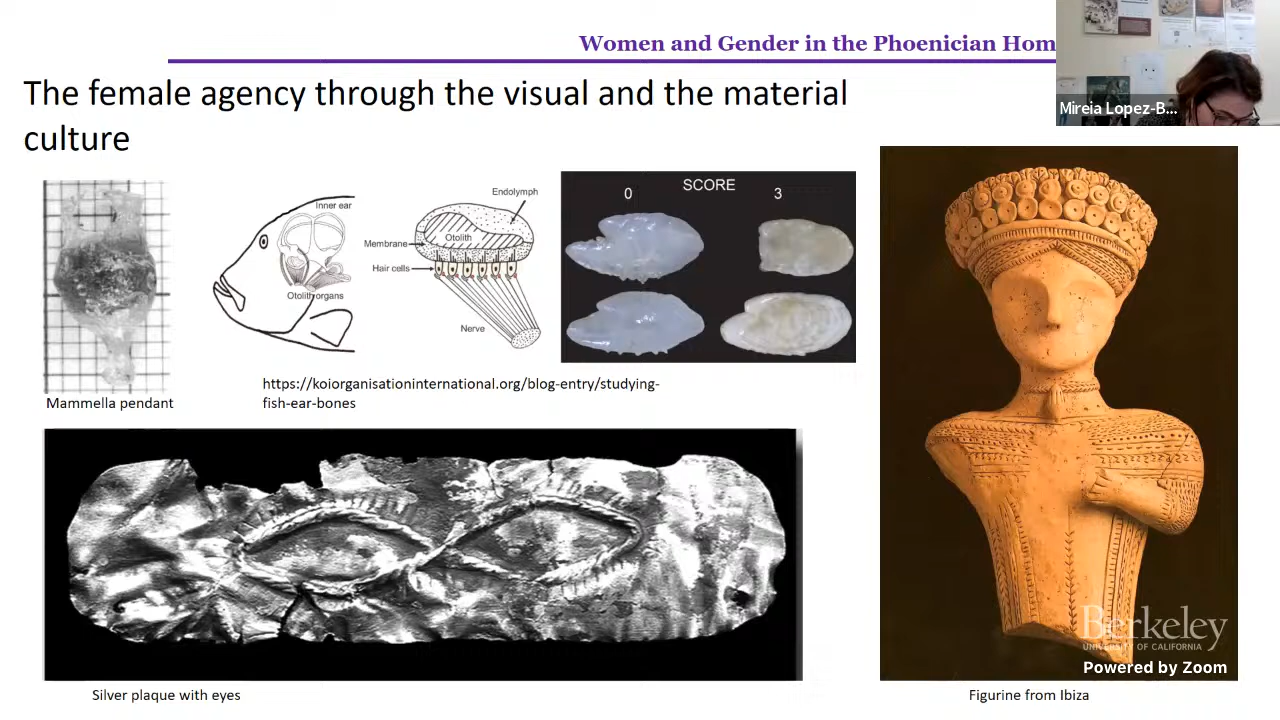 Women and Gender in the Phoenician Hom
Mireia Lopez-B...
The female agency through the visual and the material
culture
Inner ear
Otolith organs
Endolymph
Otolith
Membrane
Hair cells
Nerve
SCORE
0 3
https://koiorganisationinternational.org/blog-entry/studying-
fish-ear-bones
Mammella pendant
Silver plaque with eyes
Berkeley
UNIVERSITY OF CALIFORNIA
Powered by Zoom
Figurine from Ibiza